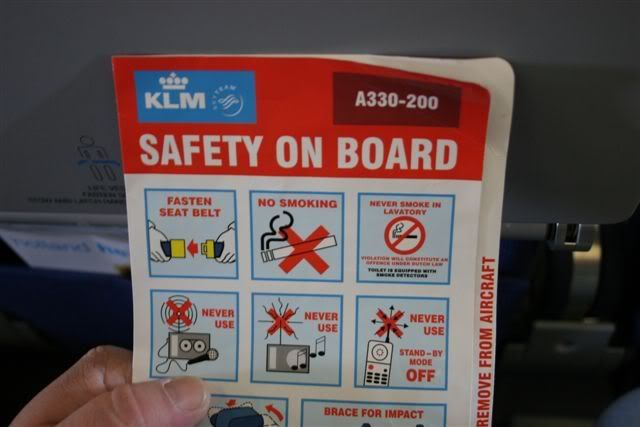 KLM
SKYTEAM
A330-200
SAFETY ON BOARD
FASTEN
SEAT BELT
NO SMOKING
NEVER SMOKE IN
LAVATORY
VIOLATION WILL CONSTITUTE AN
OFFENCE UNDER DUTCH LAW
TOILET IS EQUIPPED WITH
SMOKE DETECTORS
NEVER
USE
NEVER
USE
NEVER
USE
STAND-BY
MODE
OFF
BRACE FOR IMPACT
REMOVE FROM AIRCRAFT